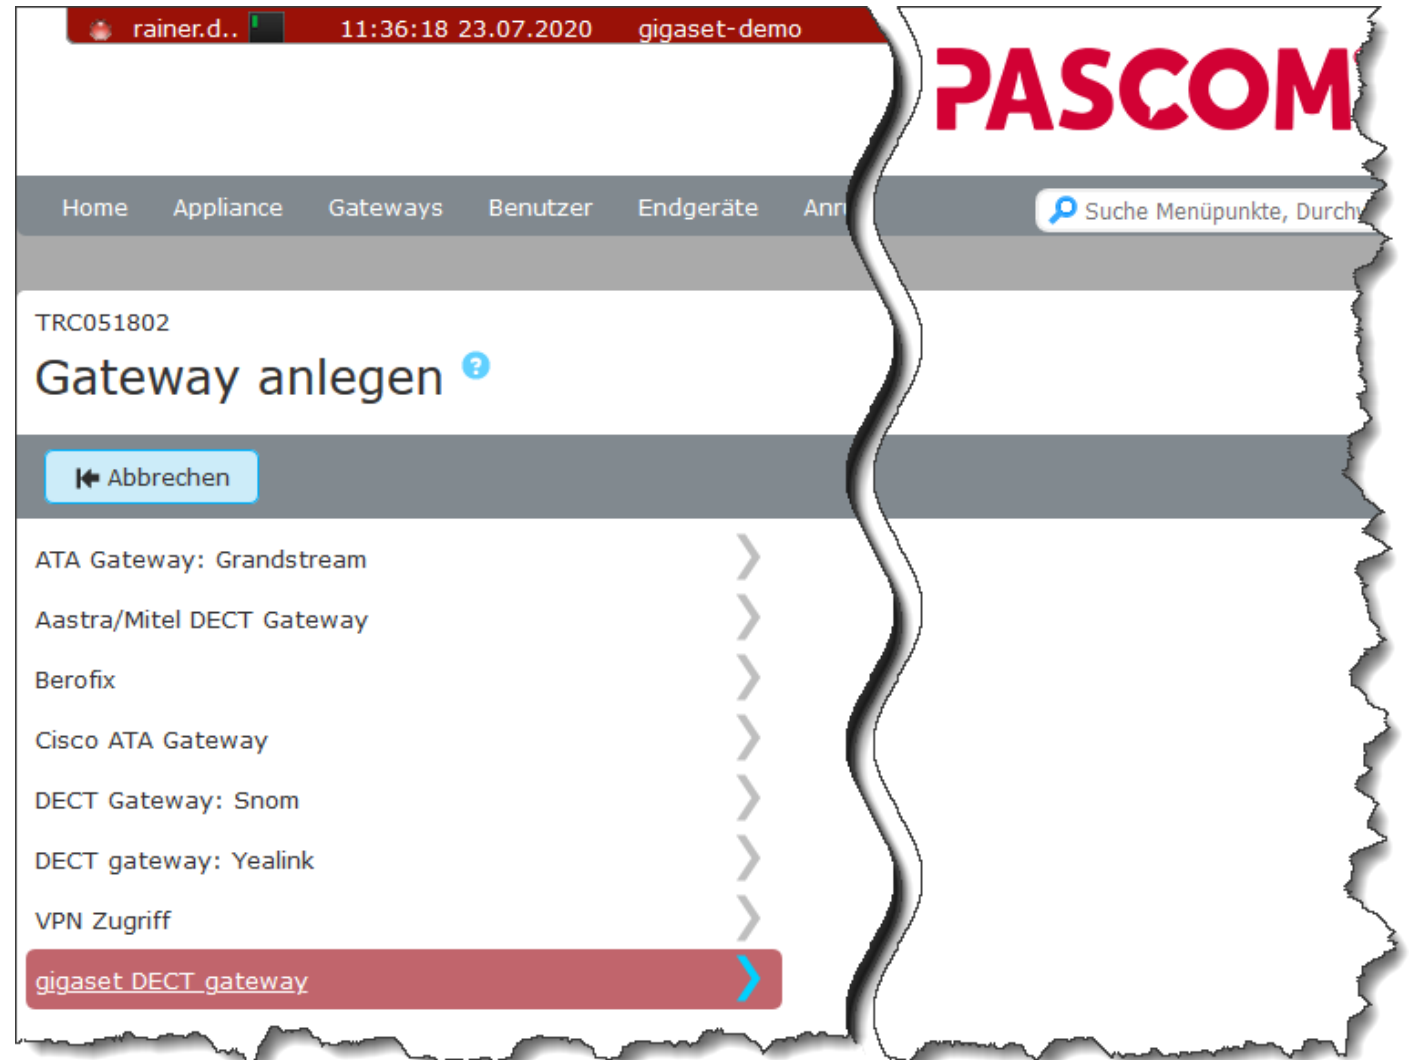 rainer.d.. 11:36:18 23.07.2020 gigaset-demo
PASCOM
Home Appliance Gateways Benutzer Endgeräte
Suche Menüpunkte,
TRC051802
Gateway anlegen ?
Abbrechen
ATA Gateway: Grandstream
Aastra/Mitel DECT Gateway
Berofix
Cisco ATA Gateway
DECT Gateway: Snom
DECT gateway: Yealink
VPN Zugriff
gigaset DECT gateway